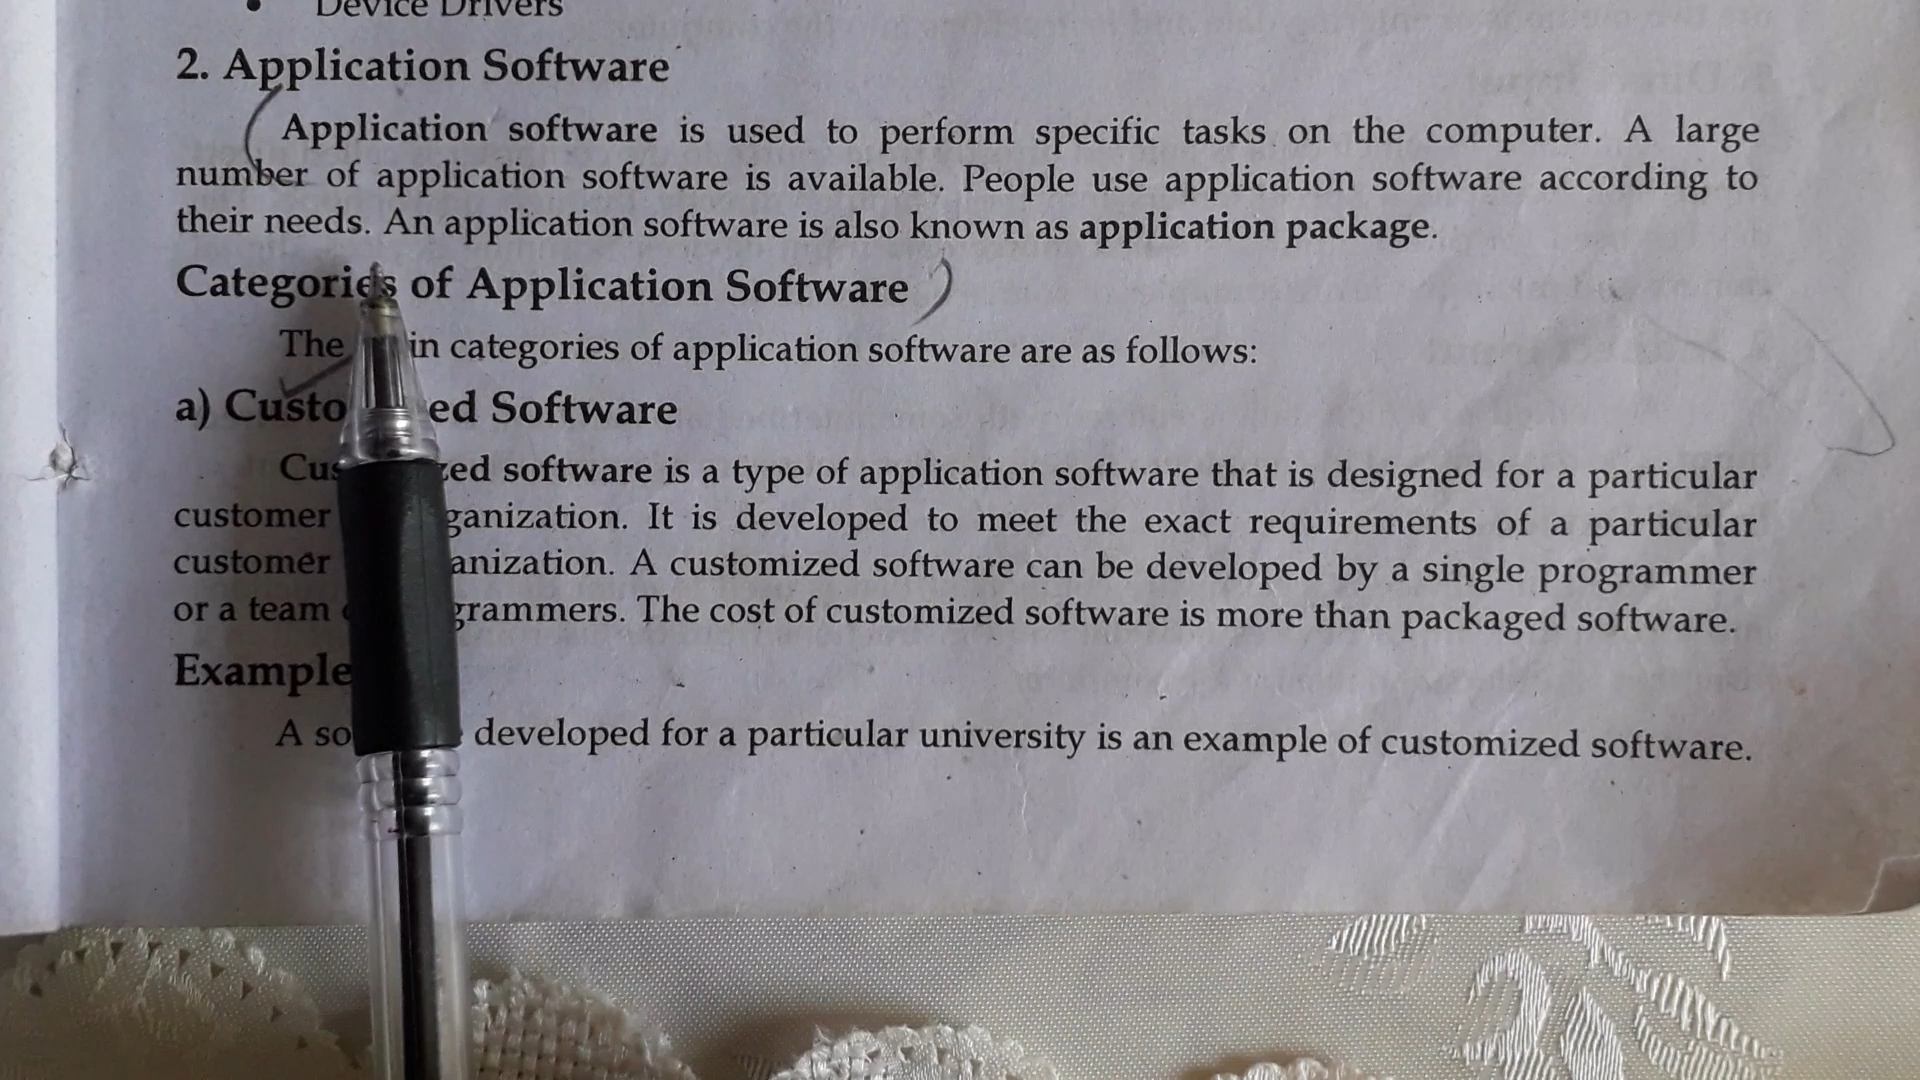 • Device Drivers
2. Application Software
Application software is used to perform specific tasks on the computer. A large
number of application software is available. People use application software according to
their needs. An application software is also known as application package.
Categories of Application Software
The in categories of application software are as follows:
a) Custo ed Software
Cus zed software is a type of application software that is designed for a particular
customer ganization. It is developed to meet the exact requirements of a particular
customer anization. A customized software can be developed by a single programmer
or a team grammers. The cost of customized software is more than packaged software.
Example
A so developed for a particular university is an example of customized software.